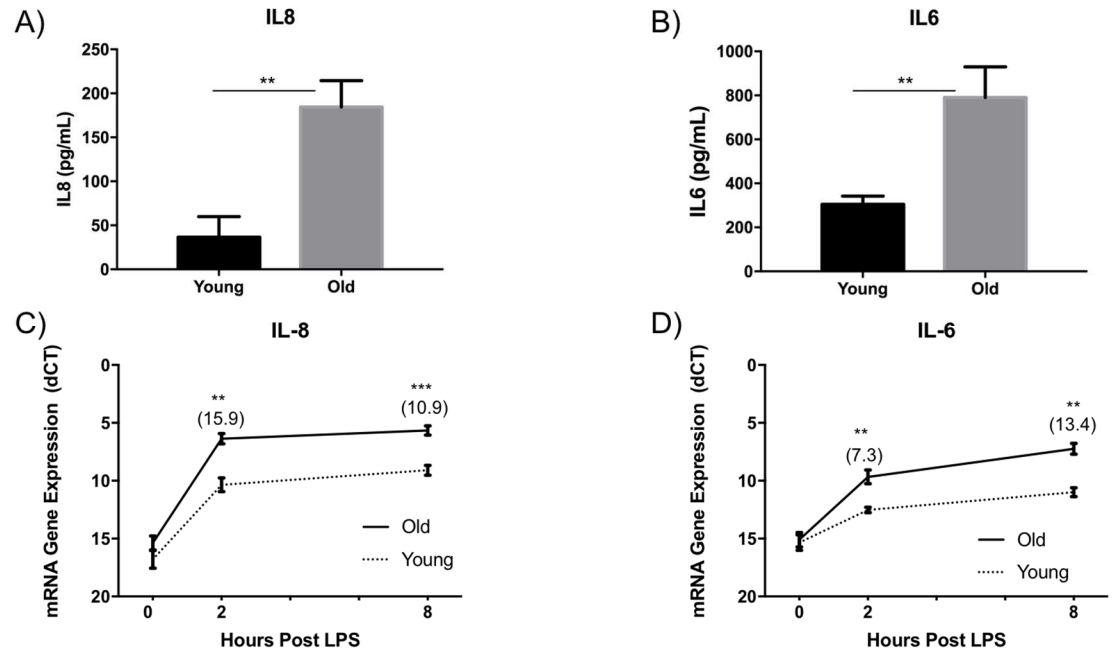 A)
IL8
IL8 (pg/mL)
250
200
150
100
50
0
**
Young
Old
B)
IL6
IL6 (pg/mL)
1000
800
600
400
200
0
**
Young
Old
C)
IL-8
mRNA Gene Expression (dCT)
0
5
10
15
20
**
(15.9)
***
(10.9)
Old
Young
0
2
8
Hours Post LPS
D)
IL-6
mRNA Gene Expression (dCT)
0
5
10
15
20
**
(7.3)
**
(13.4)
Old
Young
0
2
8
Hours Post LPS